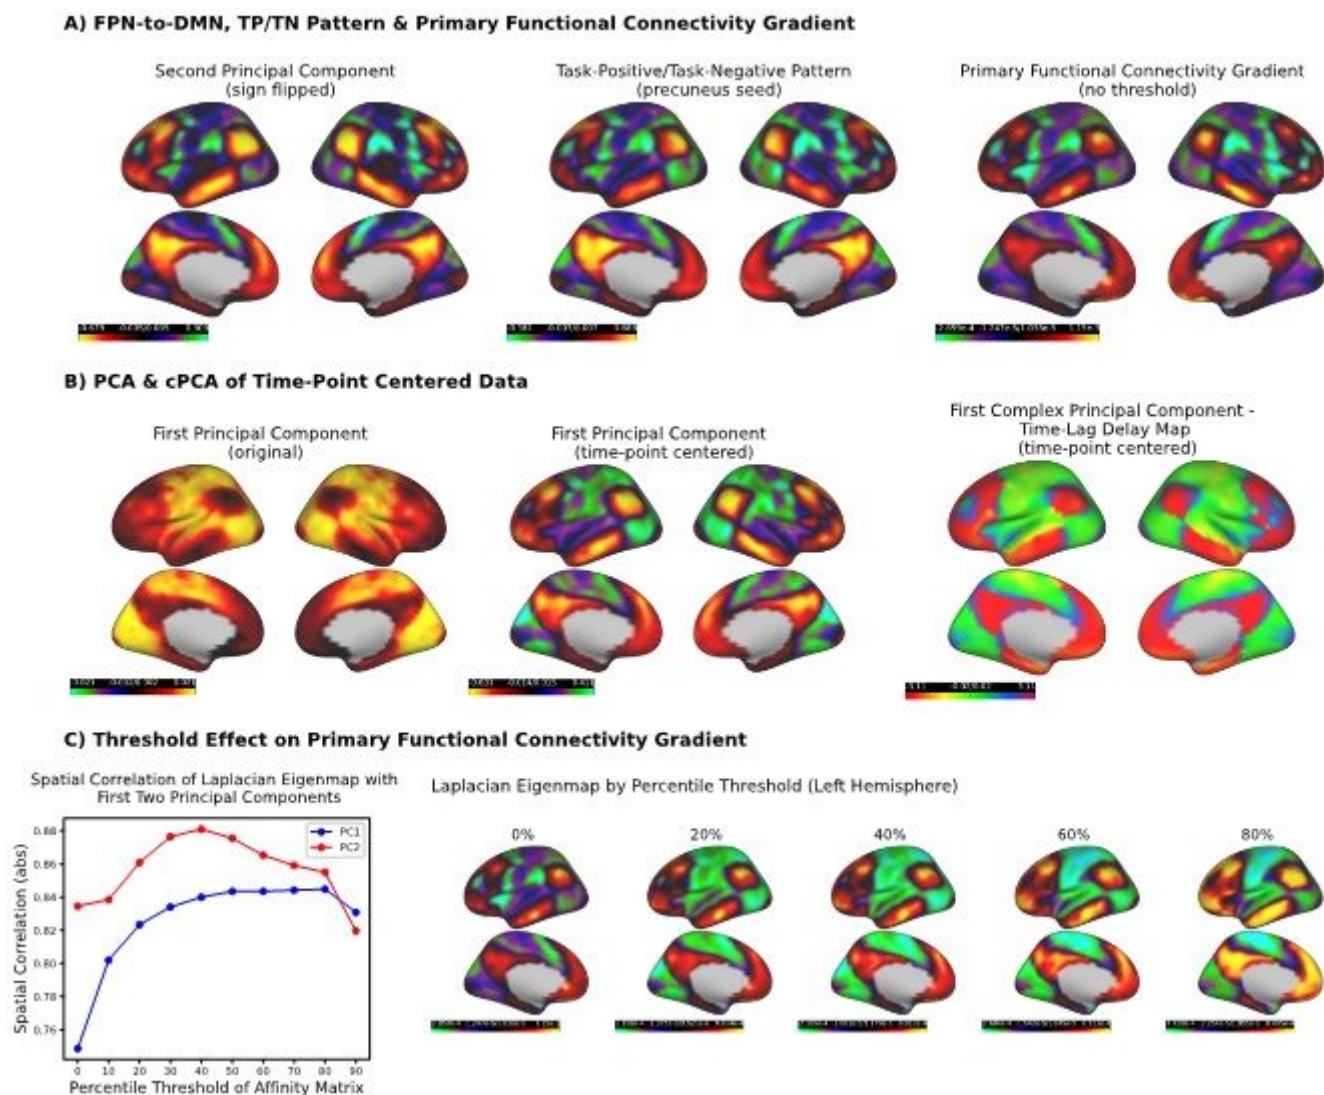 A) FPN-to-DMN, TP/TN Pattern & Primary Functional Connectivity Gradient
Second Principal Component
(sign flipped)
Task-Positive/Task-Negative Pattern
(precuneus seed)
Primary Functional Connectivity Gradient
(no threshold)
B) PCA & cPCA of Time-Point Centered Data
First Principal Component
(original)
First Principal Component
(time-point centered)
First Complex Principal Component -
Time-Lag Delay Map
(time-point centered)
C) Threshold Effect on Primary Functional Connectivity Gradient
Spatial Correlation of Laplacian Eigenmap with
First Two Principal Components
Spatial Correlation (abs)
0.88
0.86
0.84
0.82
0.80
0.78
0.76
PC1
PC2
0 10 20 30 40 50 60 70 80 90
Percentile Threshold of Affinity Matrix
Laplacian Eigenmap by Percentile Threshold (Left Hemisphere)
0% 20% 40% 60% 80%